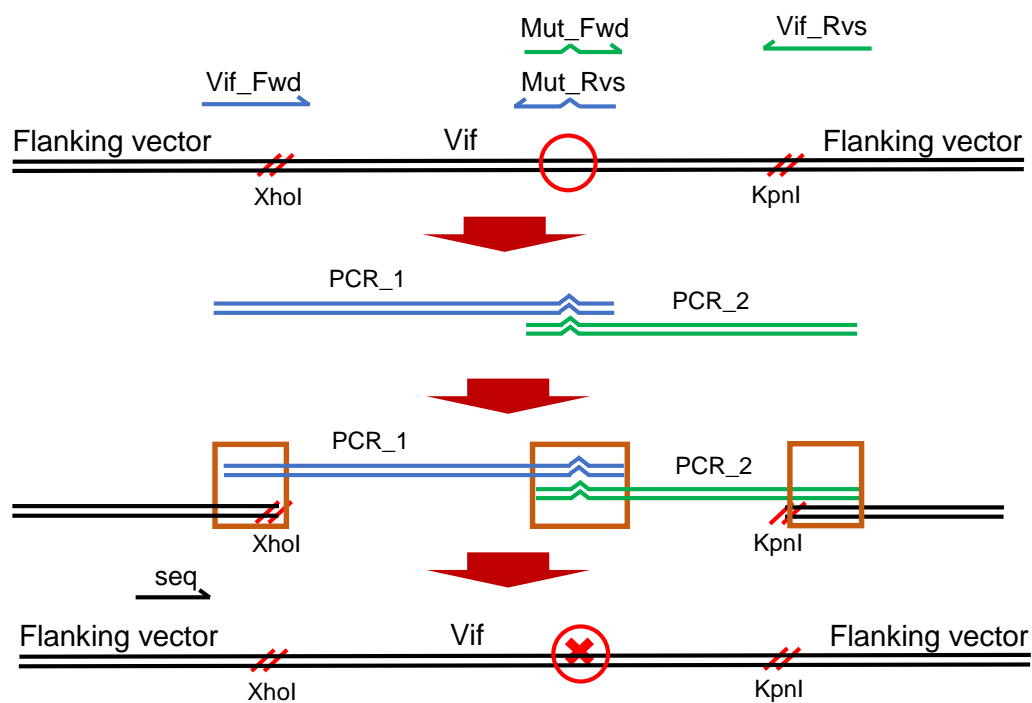 Mut_Fwd
Vif_Rvs
Vif_Fwd
Mut_Rvs
Flanking vector
Vif
Flanking vector
XhoI
KpnI
PCR_1
PCR_2
PCR_1
PCR_2
XhoI
KpnI
seq
Flanking vector
Vif
Flanking vector
XhoI
KpnI